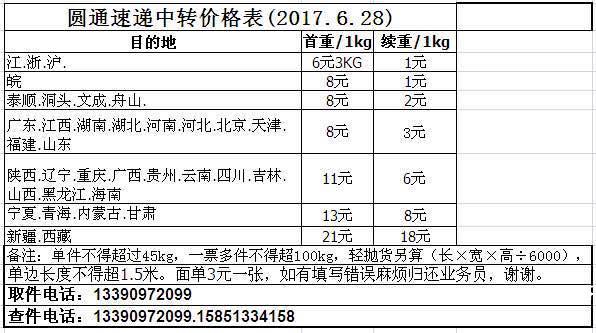 圆通速递中转价格表(2017.6.28)
目的地 首重/1kg 续重/1kg
江.浙.沪. 6元3KG 1元
皖 8元 1元
泰顺.洞头.文成.舟山. 8元 2元
广东.江西.湖南.湖北.河南.河北.北京.天津.
福建.山东 8元 3元
陕西.辽宁.重庆.广西.贵州.云南.四川.吉林.
山西.黑龙江.海南 11元 6元
宁夏.青海.内蒙古.甘肃 13元 8元
新疆.西藏 21元 18元
备注：单件不得超过45kg，一票多件不得超100kg，轻抛货另算（长×宽×高÷6000），
单边长度不得超1.5米。面单3元一张，如有填写错误麻烦归还业务员，谢谢。
取件电话：13390972099
查件电话：13390972099.15851334158